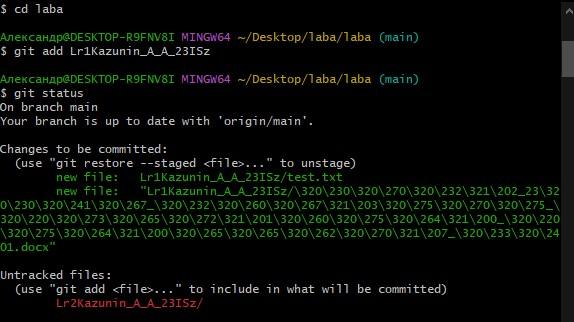 $ cd laba
Александр@DESKTOP-R9FNV8I MINGW64 ~/Desktop/laba/laba (main)
$ git add Lr1Kazunin_A_A_23ISz
Александр@DESKTOP-R9FNV8I MINGW64 ~/Desktop/laba/laba (main)
$ git status
On branch main
Your branch is up to date with 'origin/main'.
Changes to be committed:
(use "git restore --staged <file>..." to unstage)
new file: Lr1Kazunin_A_A_23ISz/test.txt
new file: "Lr1Kazunin_A_A_23ISz/\320\230\320\270\320\232\321\202_23\32
0\230\320\241\320\267_\320\232\320\260\320\267\321\203\320\275\320\270\320\275_\
320\220\320\273\320\265\320\272\321\201\320\260\320\275\320\264\321\200_\320\220
\320\275\320\264\321\200\320\265\320\265\320\262\320\270\321\207_\320\233\320\24
01.docx"
Untracked files:
(use "git add <file>..." to include in what will be committed)
Lr2Kazunin_A_A_23ISz/